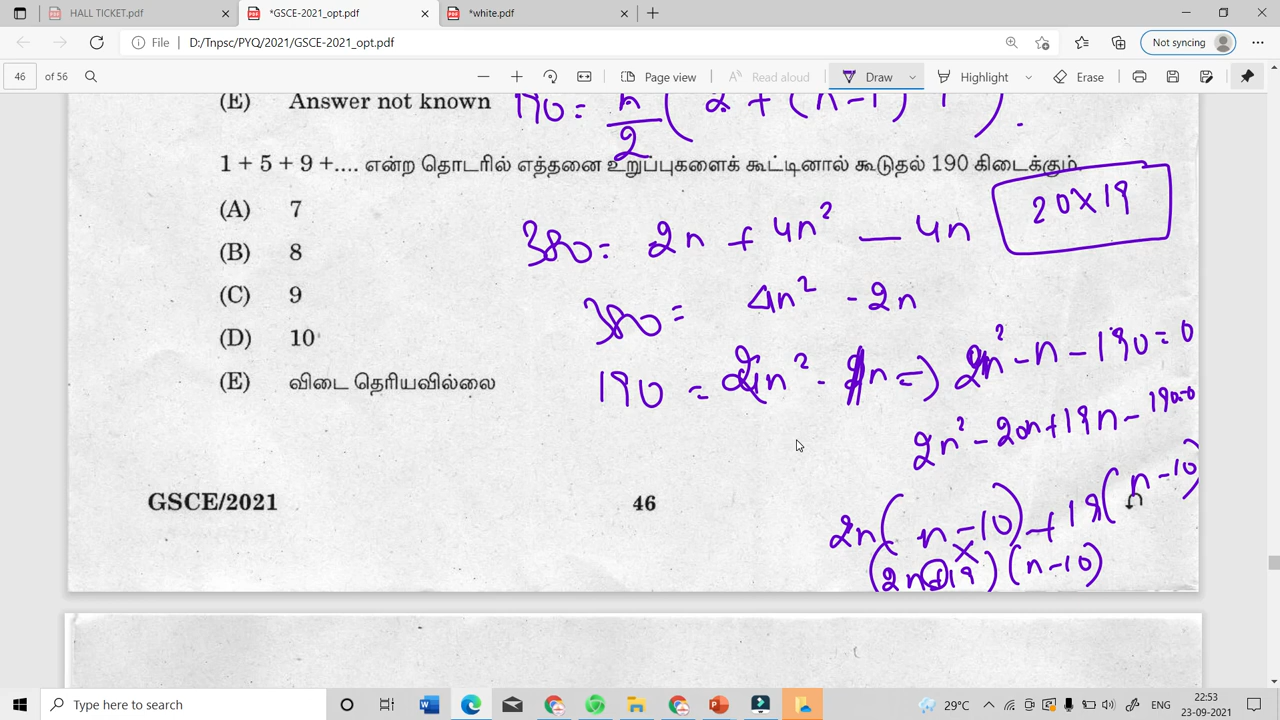 HALL TICKET.pdf
*GSCE-2021_opt.pdf
*white.pdf
File D:/Tnpsc/PYQ/2021/GSCE-2021_opt.pdf
Not syncing
46 of 56
Page view
Read aloud
Draw
Highlight
Erase
(E) Answer not known
190 = n/2 ( 2 + (n-1) 4 ) .
1 + 5 + 9 +.... என்ற தொடரில் எத்தனை உறுப்புகளைக் கூட்டினால் கூடுதல் 190 கிடைக்கும்
20×19
(A) 7
380 = 2n + 4n² – 4n
(B) 8
(C) 9
380 = 4n² - 2n
(D) 10
190 = 2n² - n => 2n² - n - 190 = 0
(E) விடை தெரியவில்லை
2n² - 20n + 19n - 190=0
2n(n-10) + 19(n-10)
(2n+19)(n-10)
GSCE/2021
46
Type here to search
29°C
ENG
22:53
23-09-2021